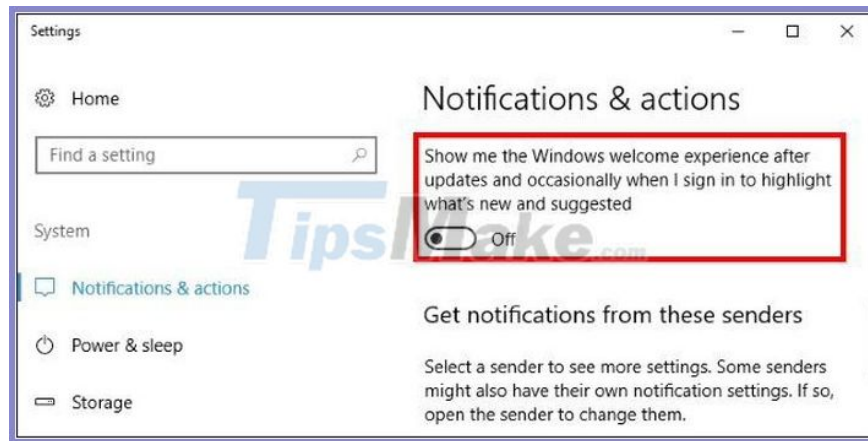 Settings
Home
Find a setting
System
Notifications & actions
Power & sleep
Storage
Notifications & actions
Show me the Windows welcome experience after
updates and occasionally when I sign in to highlight
what's new and suggested
Off
Get notifications from these senders
Select a sender to see more settings. Some senders
might also have their own notification settings. If so,
open the sender to change them.
TipsMake.com